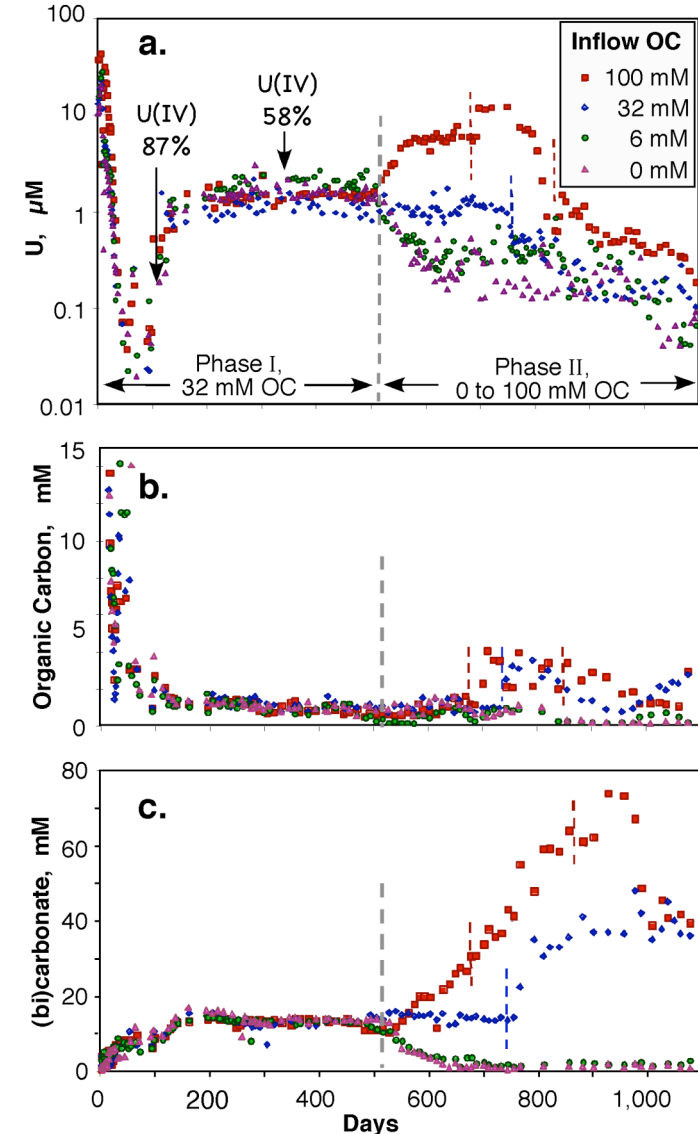 100
a.
Inflow OC
100 mM
32 mM
6 mM
0 mM
U(IV)
58%
U(IV)
87%
10
1
0.1
0.01
U, µM
Phase I,
32 mM OC
Phase II,
0 to 100 mM OC
15
b.
10
5
0
Organic Carbon, mM
80
c.
60
40
20
0
(bi)carbonate, mM
0 200 400 600 800 1,000
Days